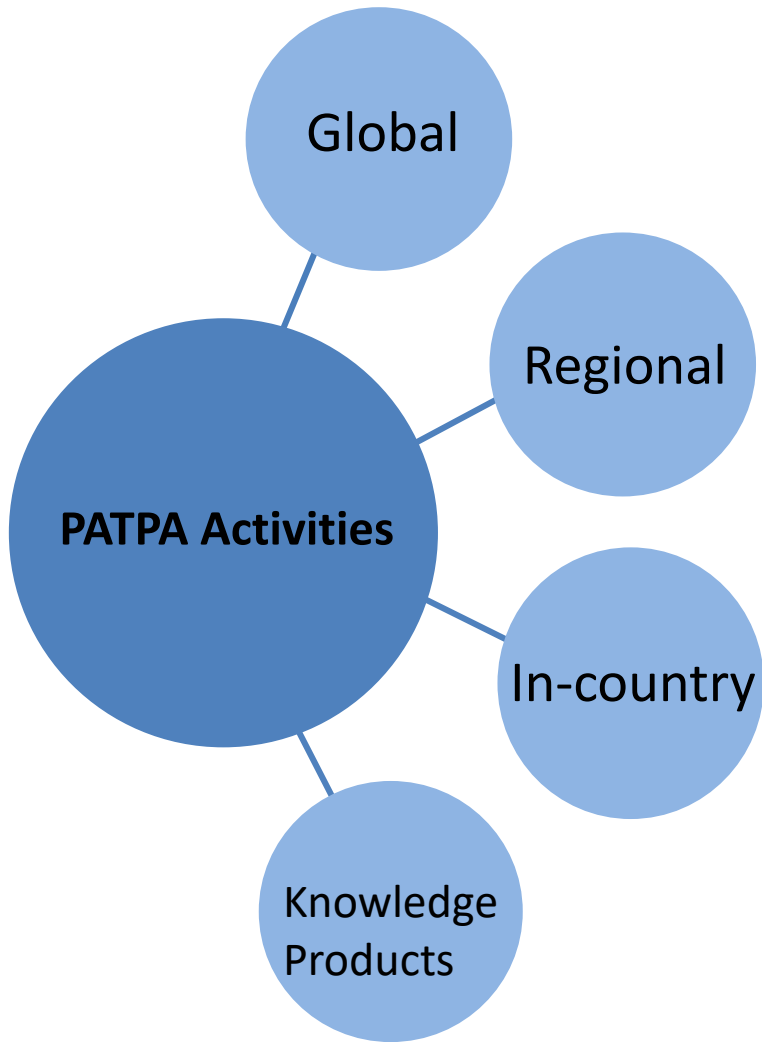 Global
Regional
PATPA Activities
In-country
Knowledge
Products